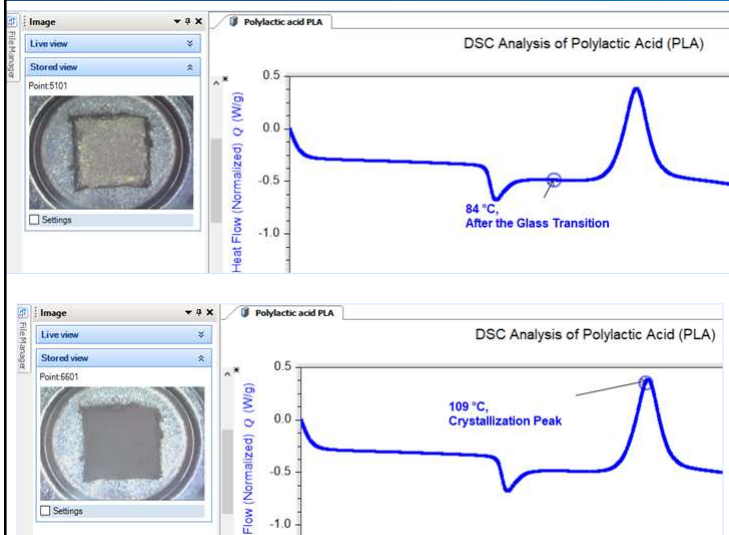 Image
Polylactic acid PLA
File Manager
Live view
DSC Analysis of Polylactic Acid (PLA)
Stored view
Point:5101
0.5
0.0
-0.5
-1.0
Heat Flow (Normalized) Q (W/g)
84 °C,
After the Glass Transition
Settings
Image
Polylactic acid PLA
File Manager
Live view
DSC Analysis of Polylactic Acid (PLA)
Stored view
Point:6601
0.5
0.0
-0.5
-1.0
Flow (Normalized) Q (W/g)
109 °C,
Crystallization Peak
Settings